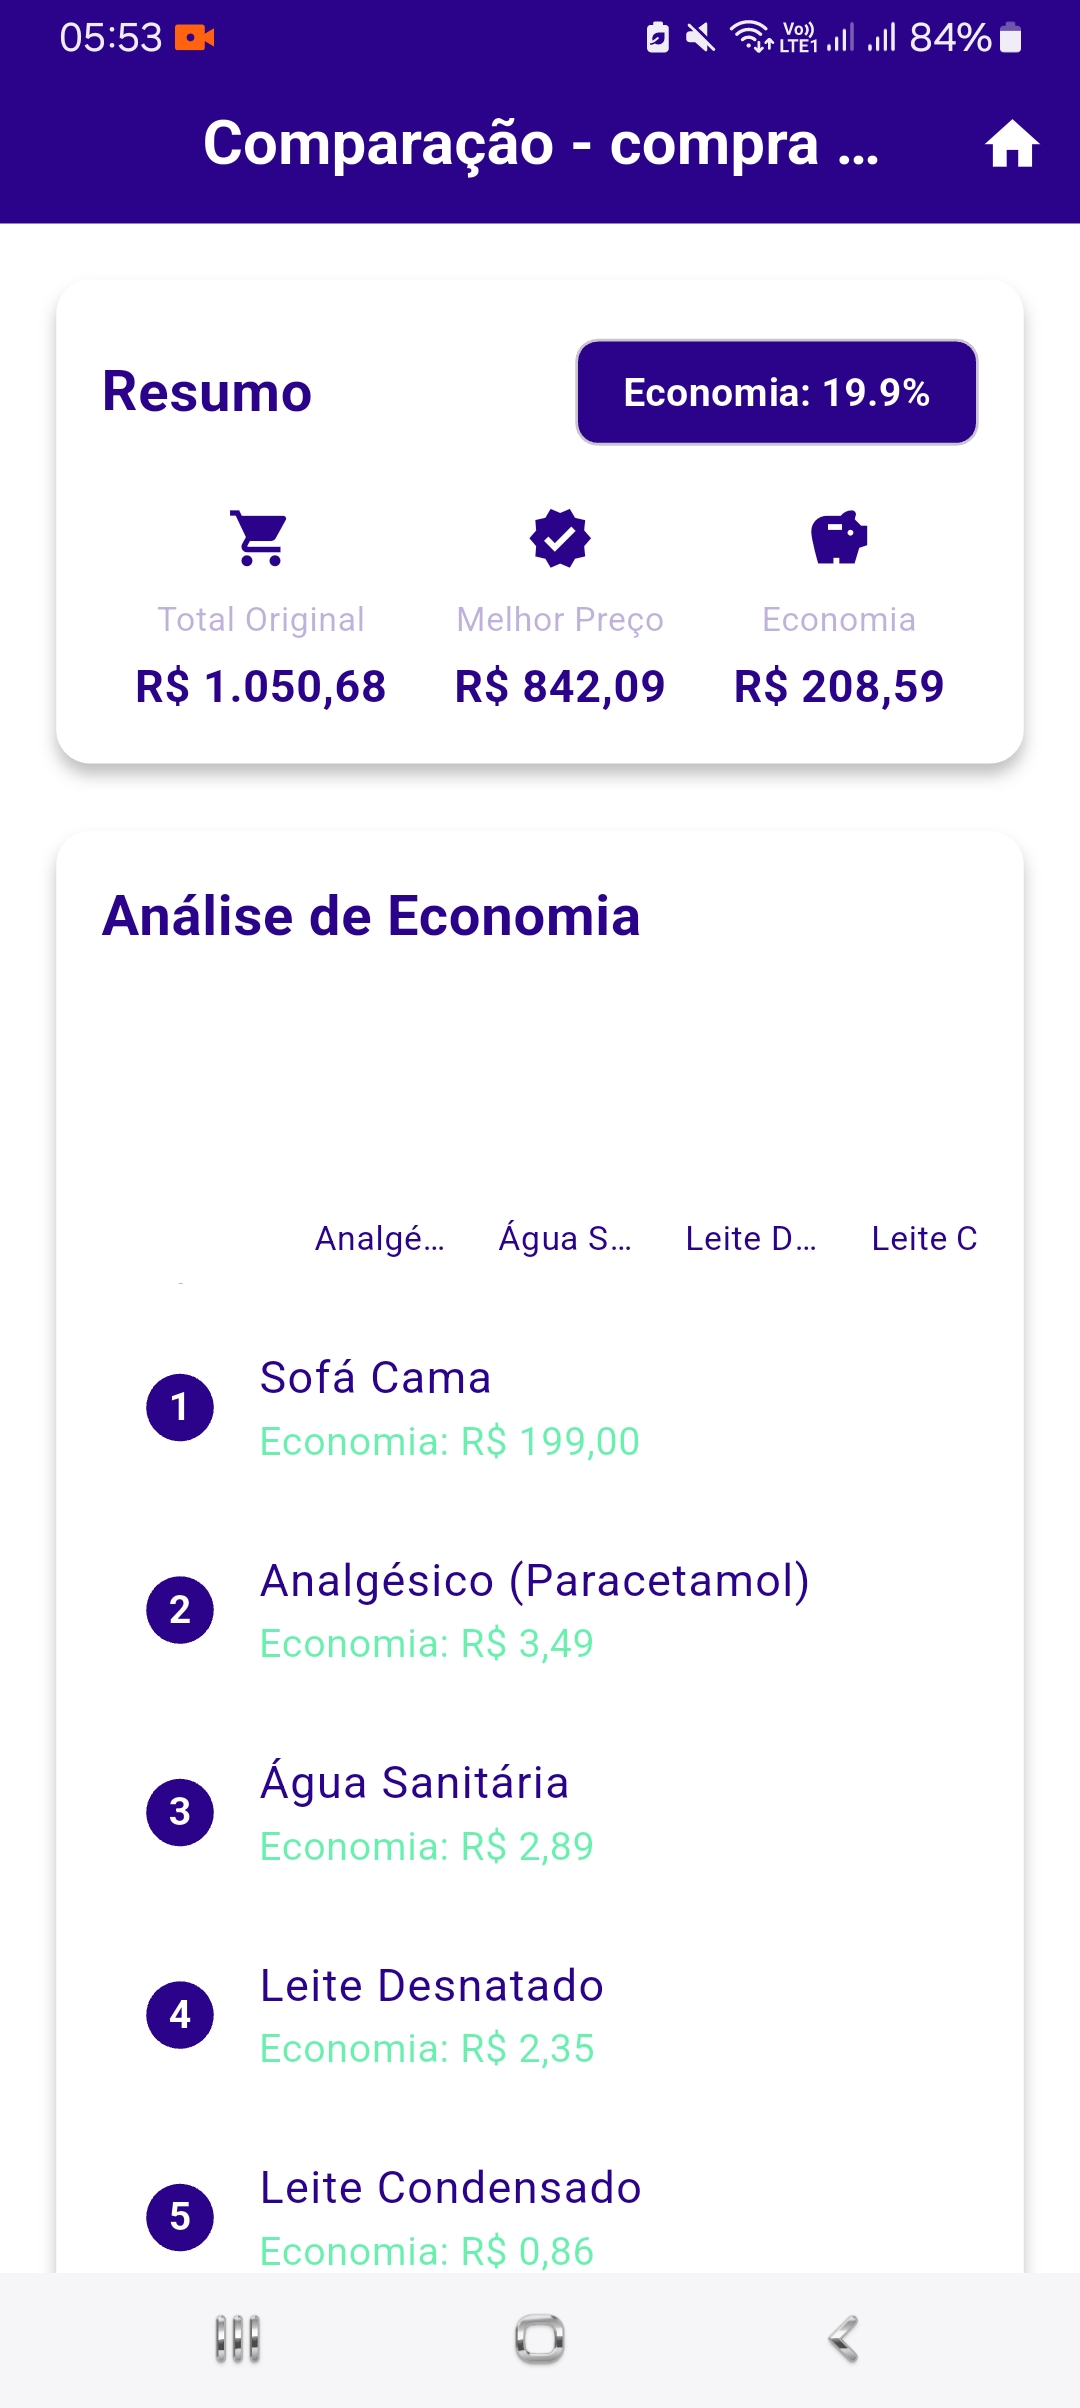 05:53
Vo)) LTE1 84%
Comparação - compra ...
Resumo
Economia: 19.9%
Total Original
Melhor Preço
Economia
R$ 1.050,68
R$ 842,09
R$ 208,59
Análise de Economia
Analgé...
Água S...
Leite D...
Leite C
1
Sofá Cama
Economia: R$ 199,00
2
Analgésico (Paracetamol)
Economia: R$ 3,49
3
Água Sanitária
Economia: R$ 2,89
4
Leite Desnatado
Economia: R$ 2,35
5
Leite Condensado
Economia: R$ 0,86